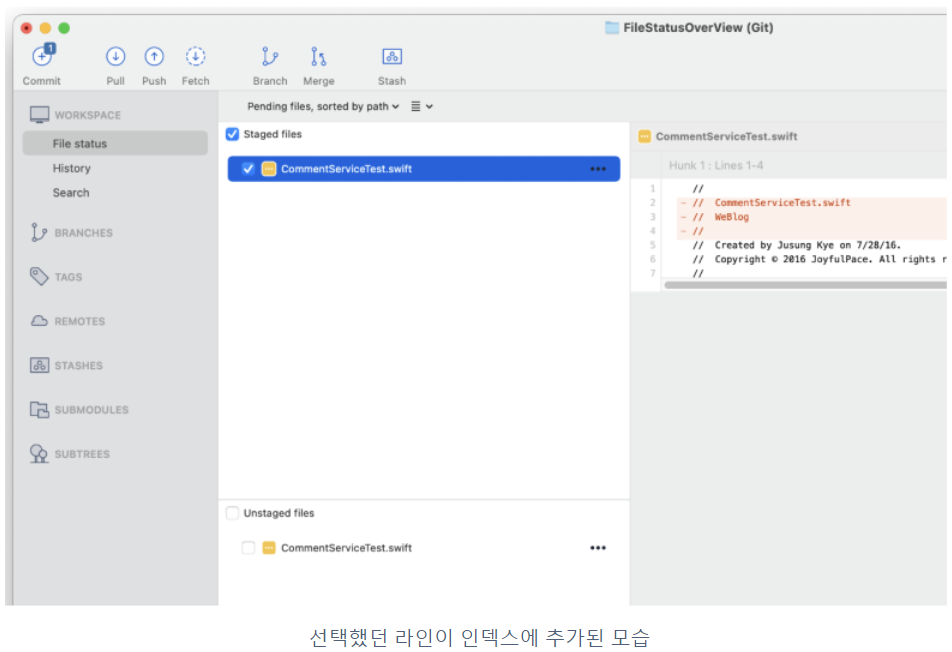 FileStatusOverView (Git)
1
Commit Pull Push Fetch Branch Merge Stash
WORKSPACE
File status
History
Search
BRANCHES
TAGS
REMOTES
STASHES
SUBMODULES
SUBTREES
Pending files, sorted by path
Staged files
CommentServiceTest.swift
Unstaged files
CommentServiceTest.swift
CommentServiceTest.swift
Hunk 1 : Lines 1-4
1 //
2 - // CommentServiceTest.swift
3 - // WeBlog
4 - //
5 // Created by Jusung Kye on 7/28/16.
6 // Copyright © 2016 JoyfulPace. All rights r
7 //
선택했던 라인이 인덱스에 추가된 모습